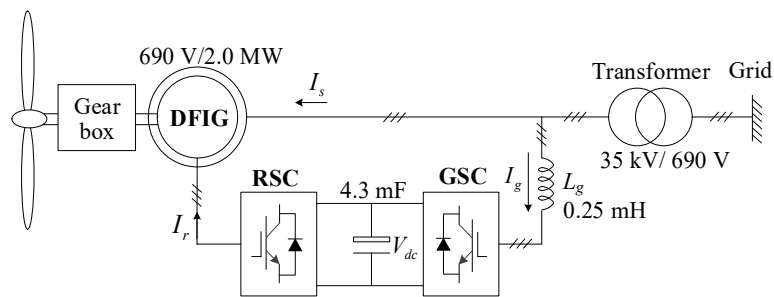 690 V/2.0 MW
Transformer Grid
I_s
Gear
box
DFIG
35 kV/ 690 V
RSC
4.3 mF
GSC
I_g
L_g
0.25 mH
I_r
V_dc